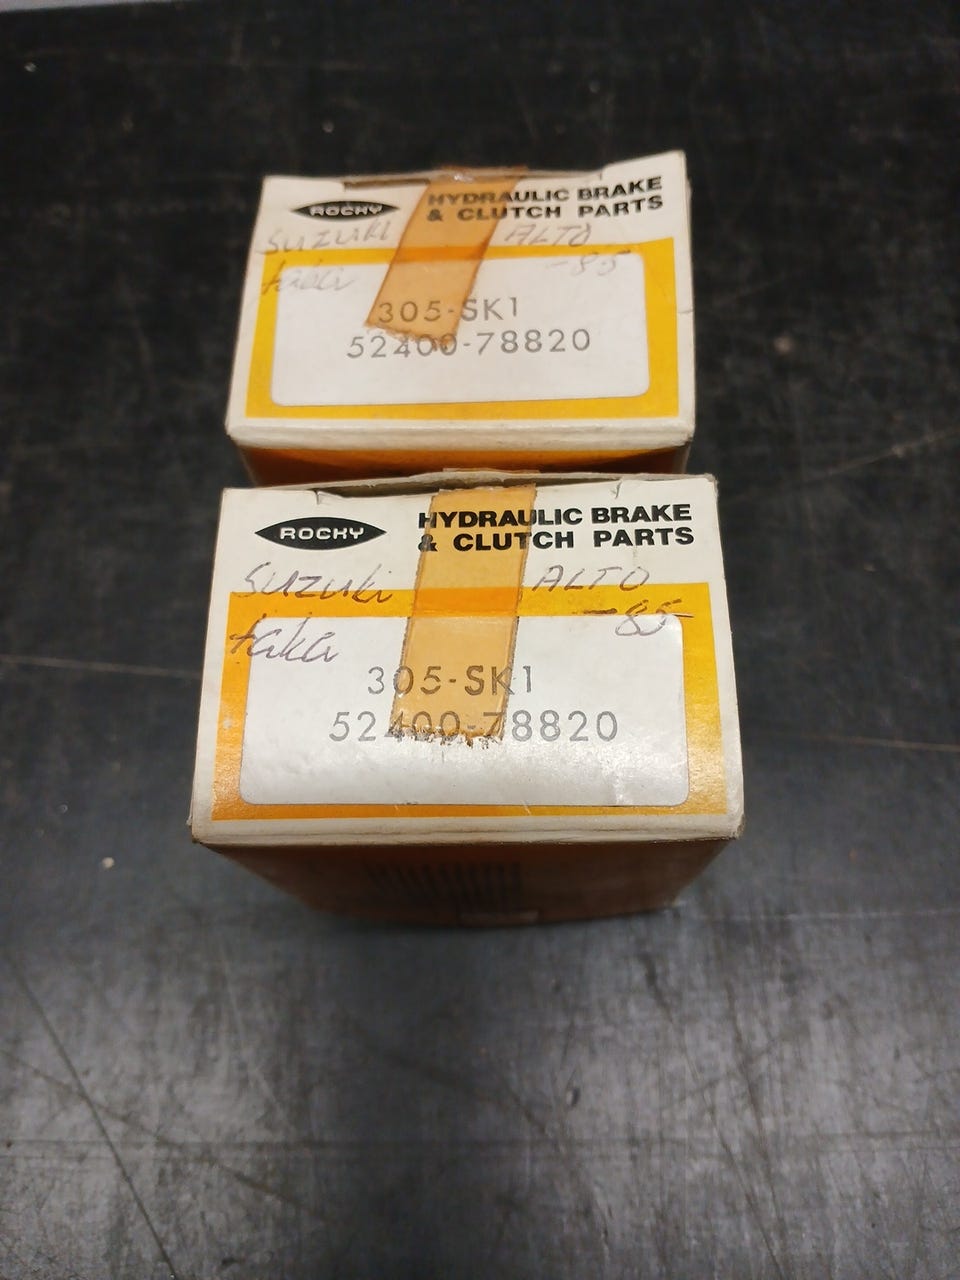 ROCKY HYDRAULIC BRAKE
& CLUTCH PARTS
suzuki ALTO
taka -85
305-SK1
52400-78820
ROCKY HYDRAULIC BRAKE
& CLUTCH PARTS
suzuki ALTO
taka -85-
305-SK1
52400-78820